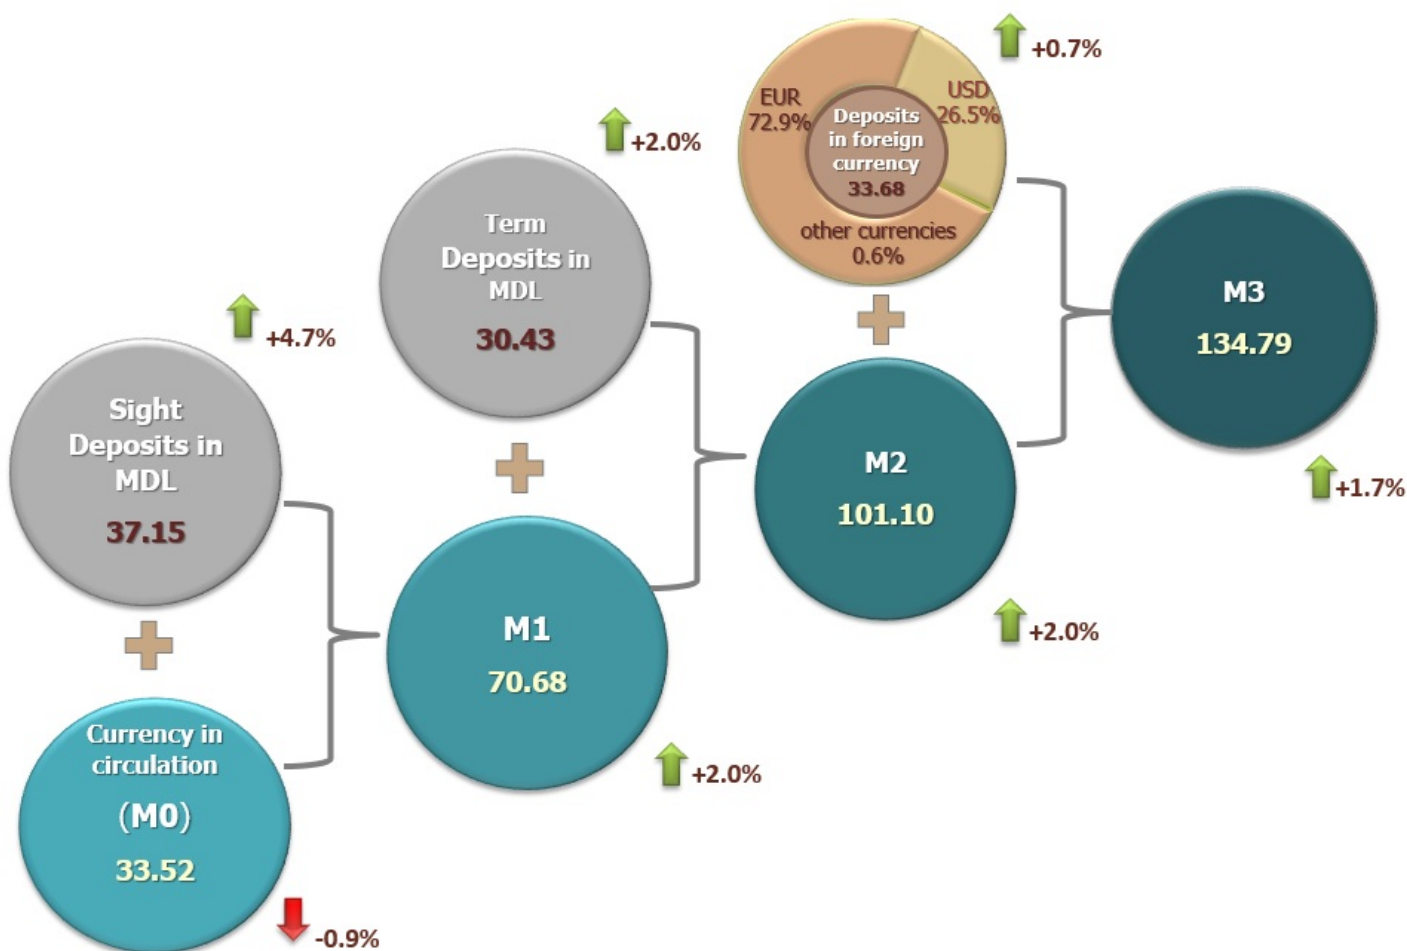 +4.7%
Sight
Deposits in
MDL
37.15
Currency in
circulation
(M0)
33.52
-0.9%
+2.0%
Term
Deposits in
MDL
30.43
M1
70.68
+2.0%
+0.7%
EUR
72.9%
USD
26.5%
Deposits
in foreign
currency
33.68
other currencies
0.6%
M2
101.10
+2.0%
M3
134.79
+1.7%